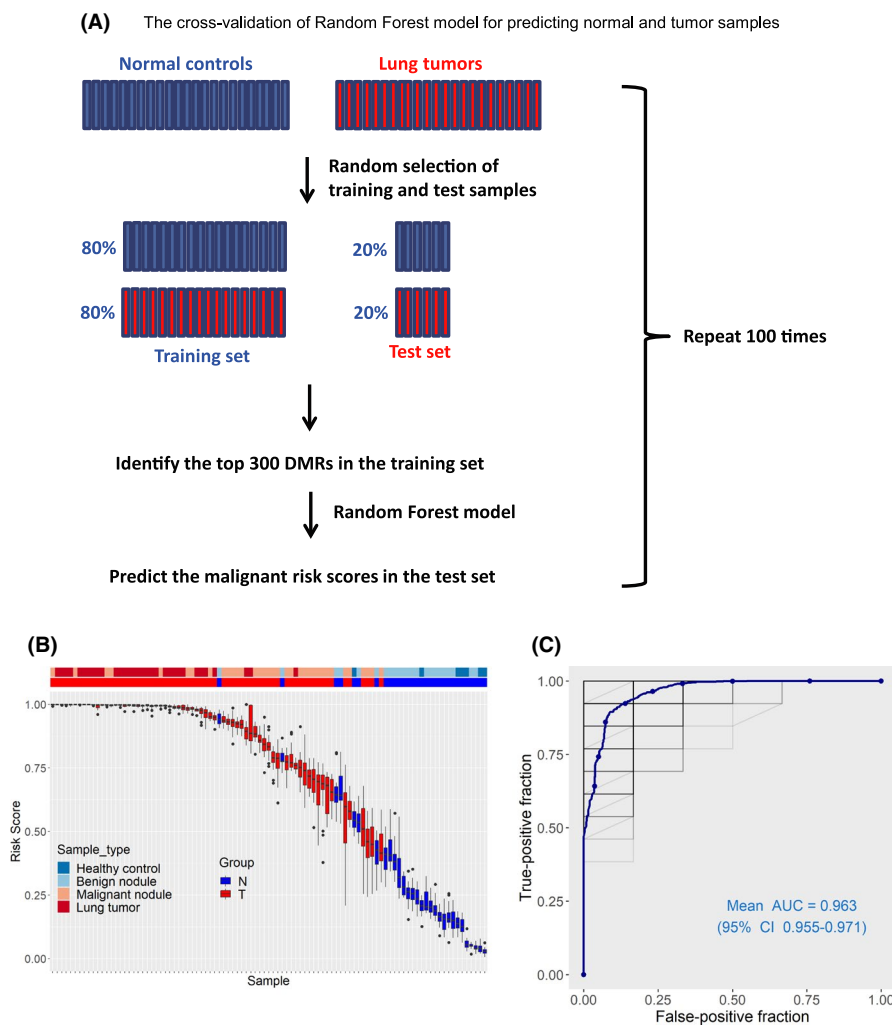 (A) The cross-validation of Random Forest model for predicting normal and tumor samples
Normal controls Lung tumors
Random selection of
training and test samples
80% 20%
80% 20%
Training set Test set
Repeat 100 times
Identify the top 300 DMRs in the training set
Random Forest model
Predict the malignant risk scores in the test set
(B)
1.00
0.75
0.50
0.25
0.00
Risk Score
Sample_type
Healthy control
Benign nodule
Malignant nodule
Lung tumor
Group
N
T
Sample
(C)
1.00
0.75
0.50
0.25
0.00
True-positive fraction
Mean AUC = 0.963
(95% CI 0.955-0.971)
0.00 0.25 0.50 0.75 1.00
False-positive fraction